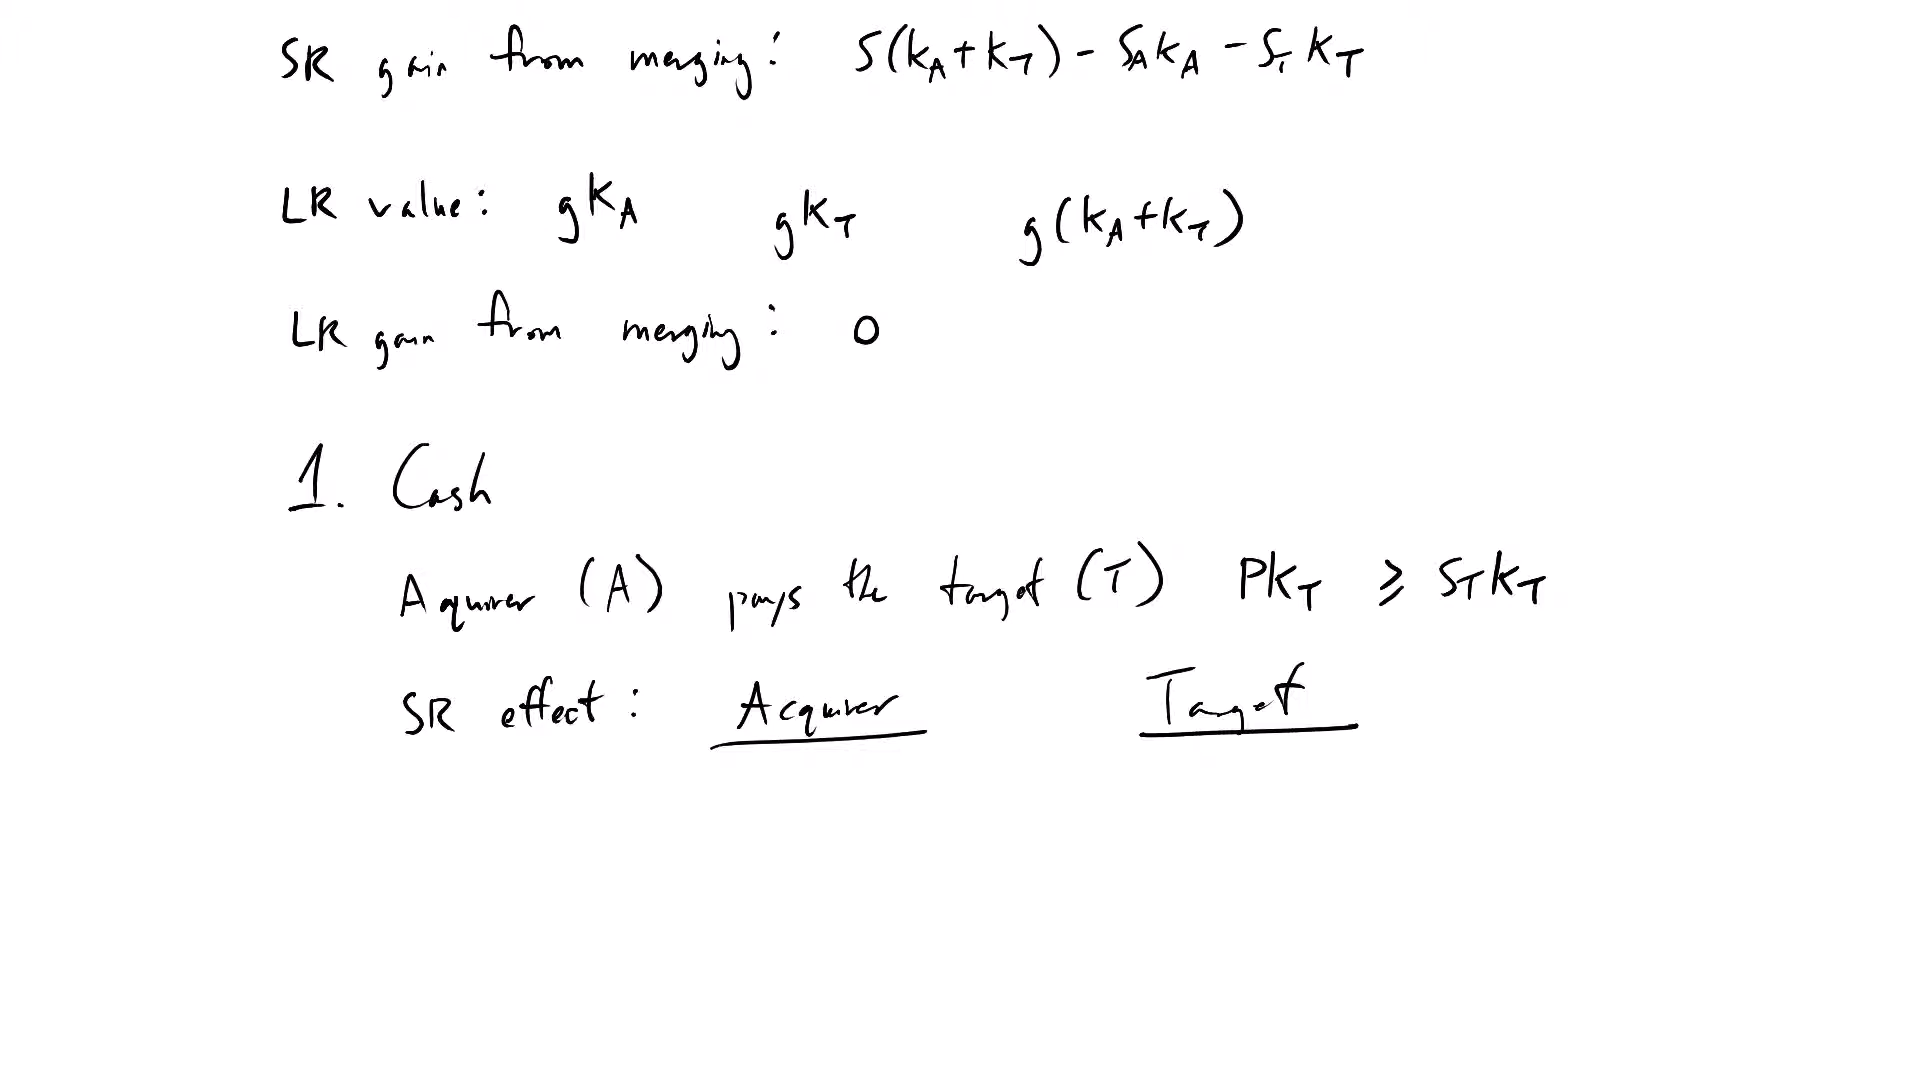 SR gain from merging: S(K_A+K_T) - S_A K_A - S_T K_T
LR value: gK_A gK_T g(K_A+K_T)
LR gain from merging: 0
1. Cash
Aquirer (A) pays the target (T) PK_T ≥ S_T K_T
SR effect: Acquirer Target